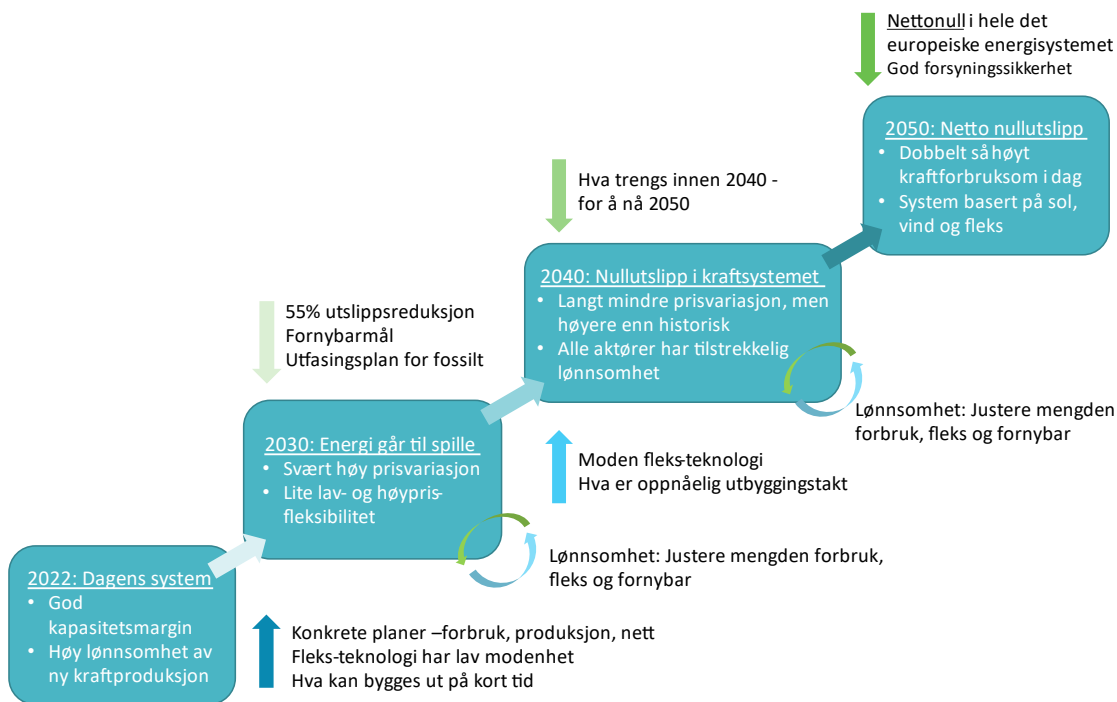 Nettonull i hele det
europeiske energisystemet
God forsyningssikkerhet
2050: Netto nullutslipp
• Dobbelt så høyt
kraftforbruk som i dag
• System basert på sol,
vind og fleks
Hva trengs innen 2040 -
for å nå 2050
2040: Nullutslipp i kraftsystemet
• Langt mindre prisvariasjon, men
høyere enn historisk
• Alle aktører har tilstrekkelig
lønnsomhet
Lønnsomhet: Justere mengden
forbruk, fleks og fornybar
55% utslippsreduksjon
Fornybarmål
Utfasingsplan for fossilt
2030: Energi går til spille
• Svært høy prisvariasjon
• Lite lav- og høypris-
fleksibilitet
Moden fleks-teknologi
Hva er oppnåelig utbyggingstakt
Lønnsomhet: Justere mengden forbruk,
fleks og fornybar
2022: Dagens system
• God
kapasitetsmargin
• Høy lønnsomhet av
ny kraftproduksjon
Konkrete planer –forbruk, produksjon, nett
Fleks-teknologi har lav modenhet
Hva kan bygges ut på kort tid